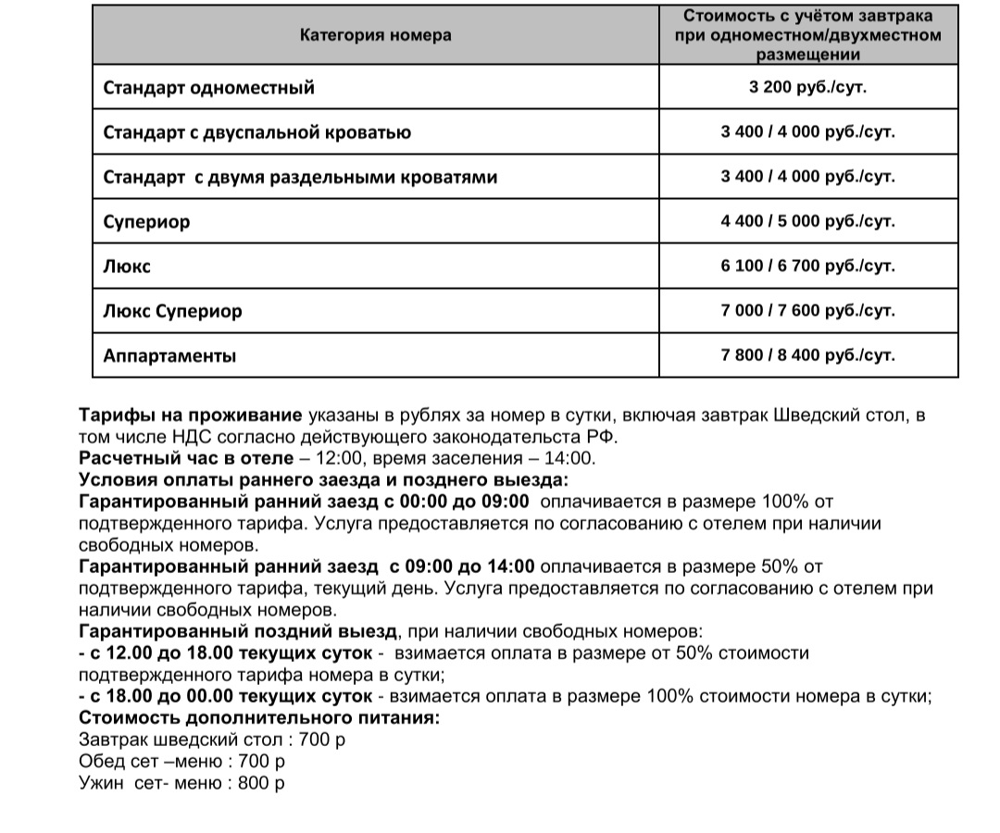 Категория номера
Стоимость с учётом завтрака
при одноместном/двухместном
размещении
Стандарт одноместный
3 200 руб./сут.
Стандарт с двуспальной кроватью
3 400 / 4 000 руб./сут.
Стандарт с двумя раздельными кроватями
3 400 / 4 000 руб./сут.
Супериор
4 400 / 5 000 руб./сут.
Люкс
6 100 / 6 700 руб./сут.
Люкс Супериор
7 000 / 7 600 руб./сут.
Аппартаменты
7 800 / 8 400 руб./сут.
Тарифы на проживание указаны в рублях за номер в сутки, включая завтрак Шведский стол, в
том числе НДС согласно действующего законодательста РФ.
Расчетный час в отеле – 12:00, время заселения – 14:00.
Условия оплаты раннего заезда и позднего выезда:
Гарантированный ранний заезд с 00:00 до 09:00 оплачивается в размере 100% от
подтвержденного тарифа. Услуга предоставляется по согласованию с отелем при наличии
свободных номеров.
Гарантированный ранний заезд с 09:00 до 14:00 оплачивается в размере 50% от
подтвержденного тарифа, текущий день. Услуга предоставляется по согласованию с отелем при
наличии свободных номеров.
Гарантированный поздний выезд, при наличии свободных номеров:
- с 12.00 до 18.00 текущих суток - взимается оплата в размере от 50% стоимости
подтвержденного тарифа номера в сутки;
- с 18.00 до 00.00 текущих суток - взимается оплата в размере 100% стоимости номера в сутки;
Стоимость дополнительного питания:
Завтрак шведский стол : 700 р
Обед сет –меню : 700 р
Ужин сет- меню : 800 р